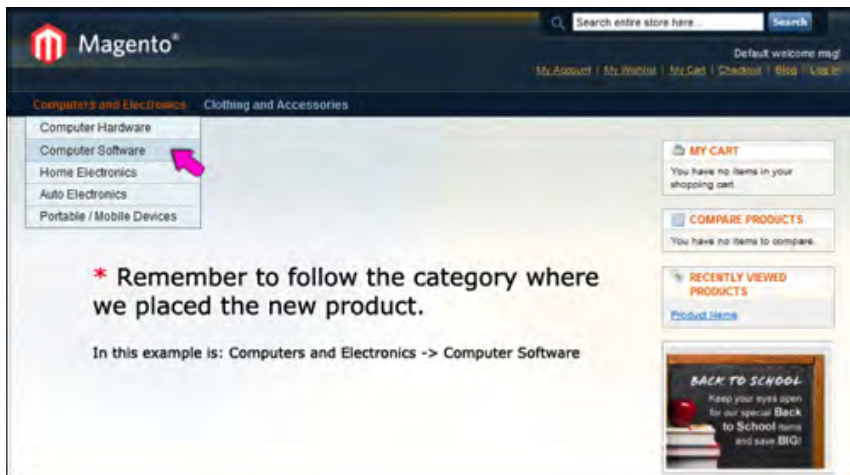 Magento®
Search entire store here...
Search
Default welcome msg!
My Account | My Wishlist | My Cart | Checkout | Blog | Log In
Computers and Electronics
Clothing and Accessories
Computer Hardware
Computer Software
Home Electronics
Auto Electronics
Portable / Mobile Devices
* Remember to follow the category where
we placed the new product.
In this example is: Computers and Electronics -> Computer Software
MY CART
You have no items in your
shopping cart.
COMPARE PRODUCTS
You have no items to compare.
RECENTLY VIEWED
PRODUCTS
Product Name
BACK TO SCHOOL
Keep your eyes open
for our special Back
to School items
and save BIG!